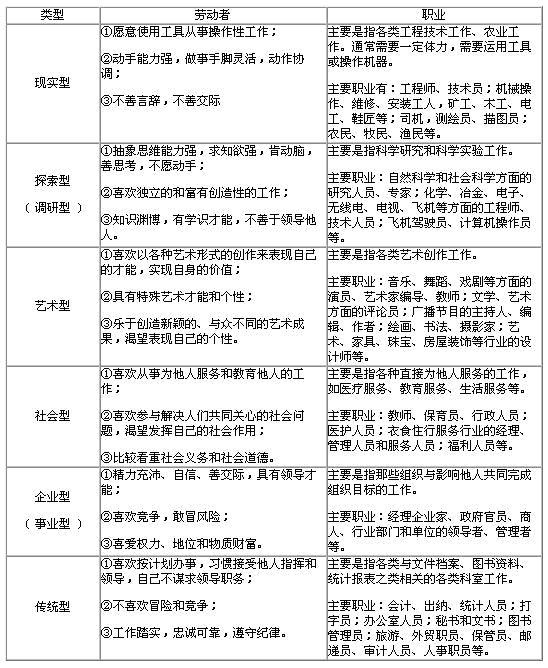 类型
劳动者
职业
现实型
①愿意使用工具从事操作性工作；
②动手能力强，做事手脚灵活，动作协
调；
③不善言辞，不善交际
主要是指各类工程技术工作、农业工
作。通常需要一定体力，需要运用工具
或操作机器。
主要职业有：工程师、技术员；机械操
作、维修、安装工人，矿工、木工、电
工、鞋匠等；司机，测绘员、描图员；
农民、牧民、渔民等。
探索型
（ 调研型 ）
①抽象思维能力强，求知欲强，肯动脑，
善思考，不愿动手；
②喜欢独立的和富有创造性的工作；
③知识渊博，有学识才能，不善于领导他
人。
主要是指科学研究和科学实验工作。
主要职业：自然科学和社会科学方面的
研究人员、专家；化学、冶金、电子、
无线电、电视、飞机等方面的工程师、
技术人员；飞机驾驶员、计算机操作员
等。
艺术型
①喜欢以各种艺术形式的创作来表现自己
的才能，实现自身的价值；
②具有特殊艺术才能和个性；
③乐于创造新颖的、与众不同的艺术成
果，渴望表现自己的个性。
主要是指各类艺术创作工作。
主要职业：音乐、舞蹈、戏剧等方面的
演员、艺术家编导、教师；文学、艺术
方面的评论员；广播节目的主持人、编
辑、作者；绘画、书法、摄影家；艺
术、家具、珠宝、房屋装饰等行业的设
计师等。
社会型
①喜欢从事为他人服务和教育他人的工
作；
②喜欢参与解决人们共同关心的社会问
题，渴望发挥自己的社会作用；
③比较看重社会义务和社会道德。
主要是指各种直接为他人服务的工作，
如医疗服务、教育服务、生活服务等。
主要职业：教师、保育员、行政人员；
医护人员；衣食住行服务行业的经理、
管理人员和服务人员；福利人员等。
企业型
（ 事业型 ）
①精力充沛、自信、善交际，具有领导才
能；
②喜欢竞争，敢冒风险；
③喜爱权力、地位和物质财富。
主要是指那些组织与影响他人共同完成
组织目标的工作。
主要职业：经理企业家、政府官员、商
人、行业部门和单位的领导者、管理者
等。
传统型
①喜欢按计划办事，习惯接受他人指挥和
领导，自己不谋求领导职务；
②不喜欢冒险和竞争；
③工作踏实，忠诚可靠，遵守纪律。
主要是指各类与文件档案、图书资料、
统计报表之类相关的各类科室工作。
主要职业：会计、出纳、统计人员；打
字员；办公室人员；秘书和文书；图书
管理员；旅游、外贸职员、保管员、邮
递员、审计人员、人事职员等。